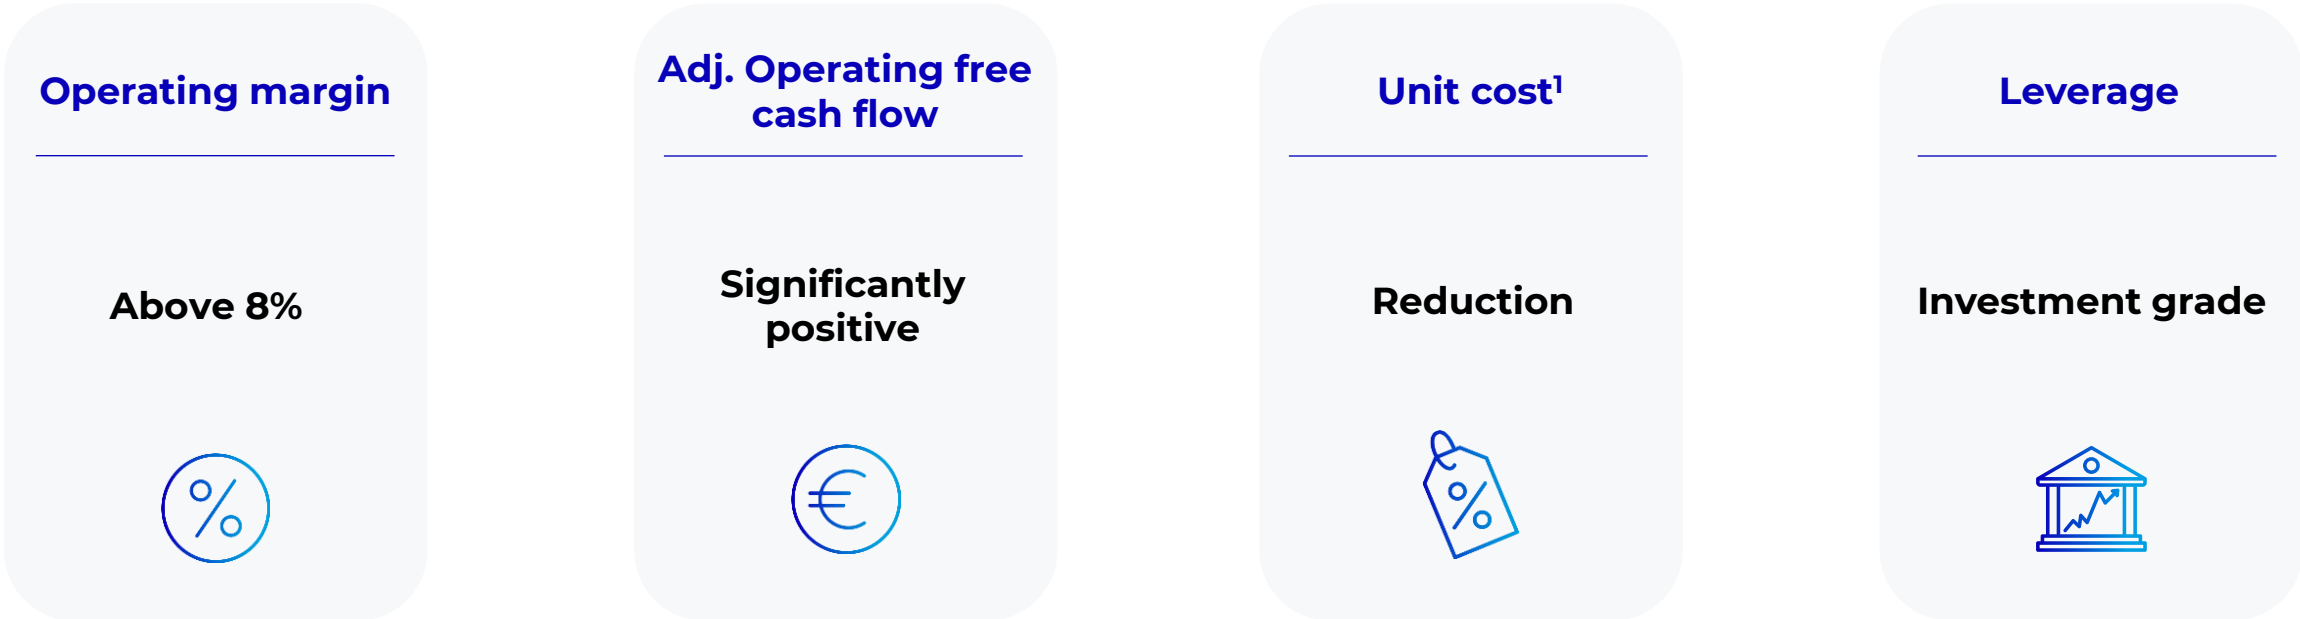 Operating margin
Above 8%
Adj. Operating free
cash flow
Significantly
positive
Unit cost¹
Reduction
Leverage
Investment grade